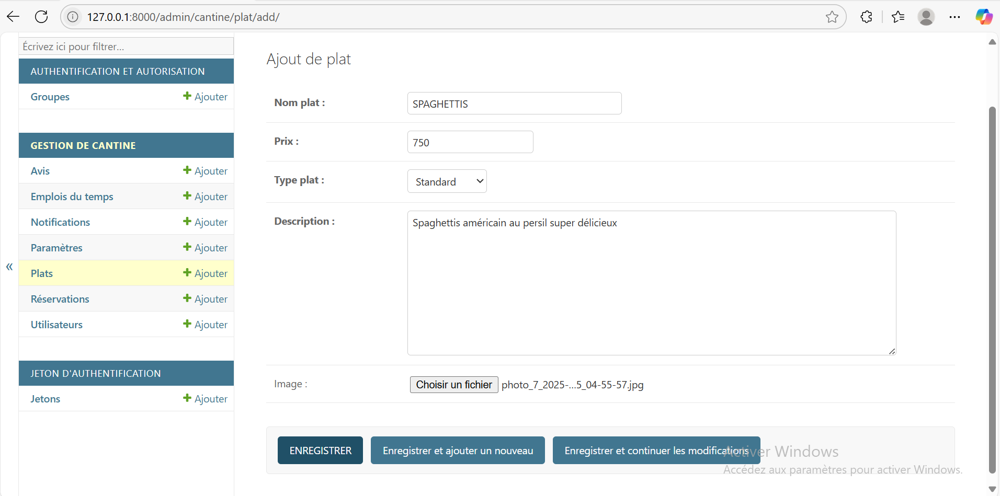 127.0.0.1:8000/admin/cantine/plat/add/
Écrivez ici pour filtrer...
AUTHENTIFICATION ET AUTORISATION
Groupes Ajouter
GESTION DE CANTINE
Avis Ajouter
Emplois du temps Ajouter
Notifications Ajouter
Paramètres Ajouter
«
Plats Ajouter
Réservations Ajouter
Utilisateurs Ajouter
JETON D'AUTHENTIFICATION
Jetons Ajouter
Ajout de plat
Nom plat : SPAGHETTIS
Prix : 750
Type plat : Standard
Description : Spaghettis américain au persil super délicieux
Image : Choisir un fichier photo_7_2025-...5_04-55-57.jpg
ENREGISTRER Enregistrer et ajouter un nouveau Enregistrer et continuer les modifications
Activer Windows
Accédez aux paramètres pour activer Windows.